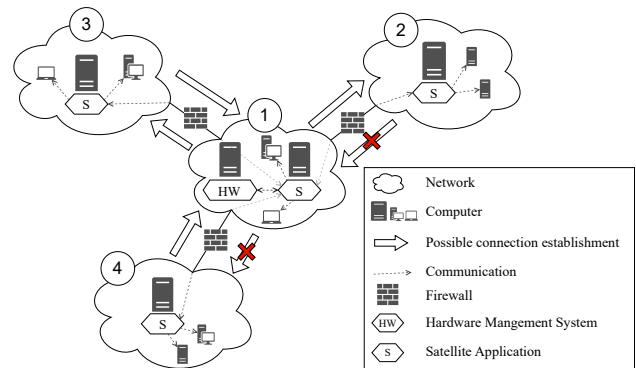 3
2
1
4
S
S
HW
S
S
Network
Computer
Possible connection establishment
Communication
Firewall
HW
Hardware Mangement System
S
Satellite Application